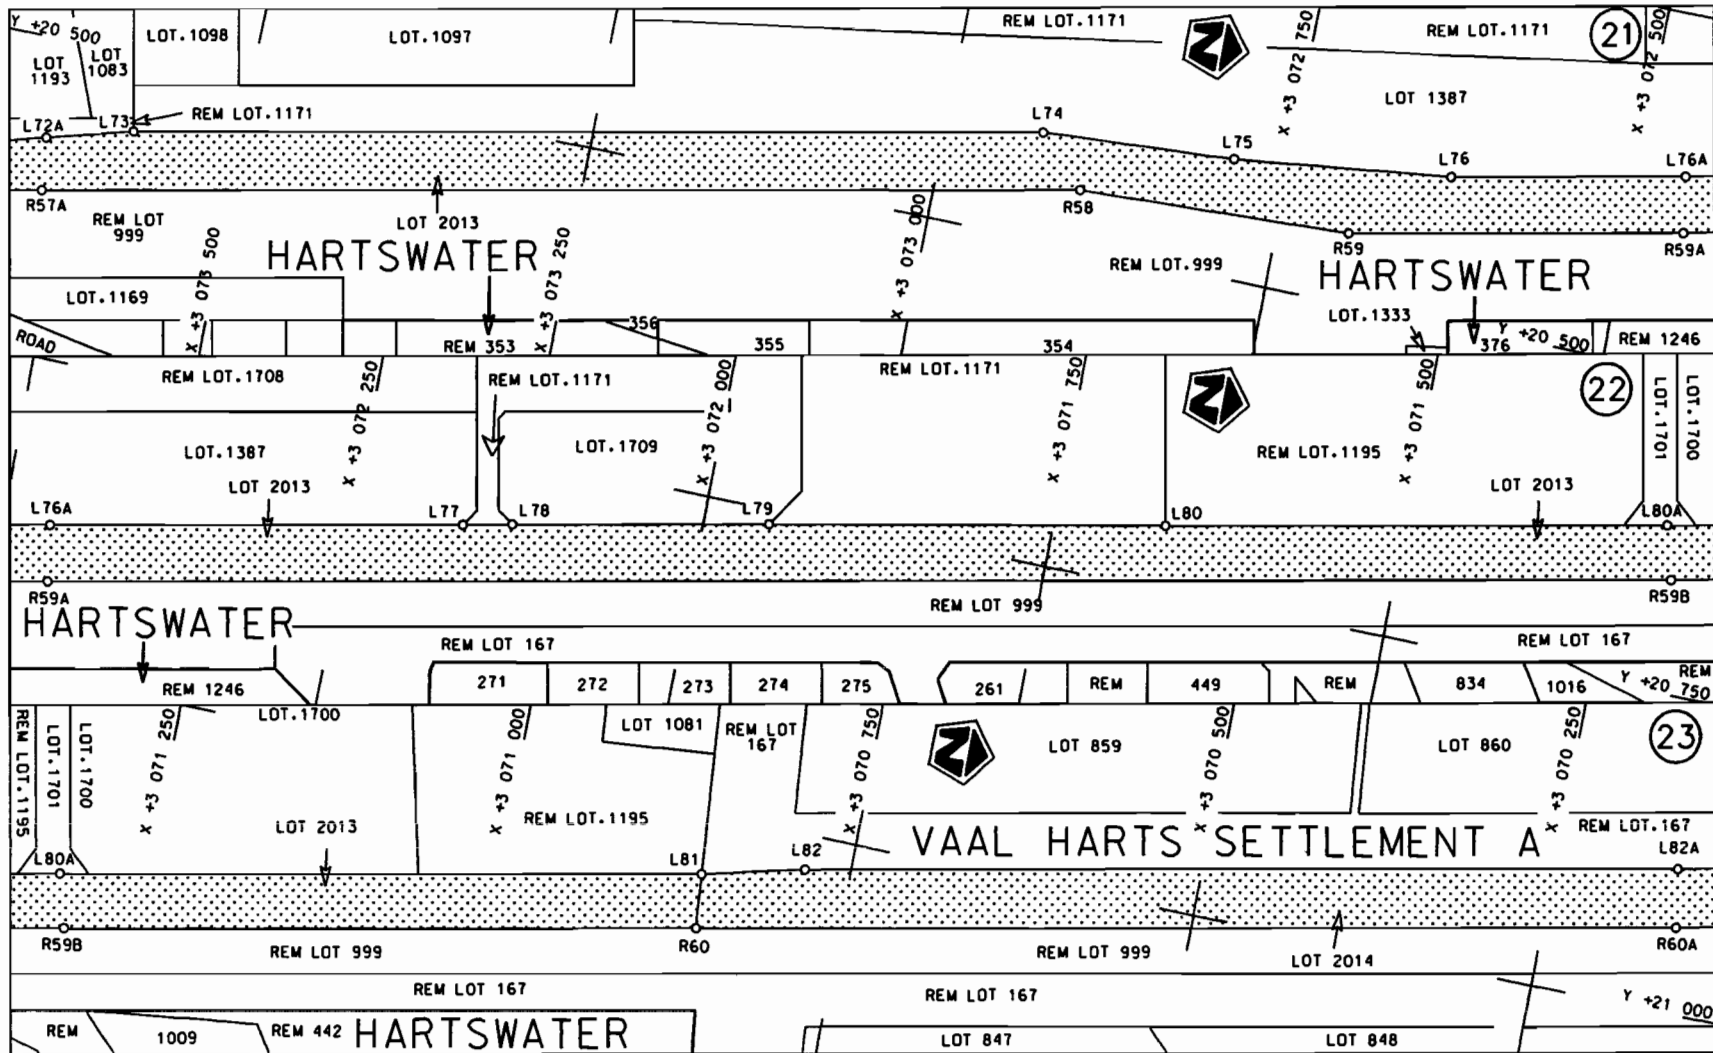 Y +20 500
LOT.1098
LOT.1097
REM LOT.1171
X +3 072 750
REM LOT.1171
21
X +3 072 500
LOT 1193
LOT 1083
LOT 1387
L72A
L73
REM LOT.1171
L74
L75
L76
L76A
R57A
REM LOT 999
LOT 2013
R58
R59
R59A
X +3 073 500
HARTSWATER
X +3 073 250
X +3 073 000
REM LOT.999
HARTSWATER
LOT.1169
LOT.1333
ROAD
REM 353
356
355
354
376
Y +20 500
REM 1246
REM LOT.1708
X +3 072 250
REM LOT.1171
X +3 072 000
REM LOT.1171
X +3 071 750
X +3 071 500
22
LOT.1701
LOT.1700
LOT.1387
LOT.1709
REM LOT.1195
LOT 2013
LOT 2013
L76A
L77
L78
L79
L80
L80A
R59A
REM LOT 999
R59B
HARTSWATER
REM LOT 167
REM LOT 167
REM 1246
271
272
273
274
275
261
REM
449
REM
834
1016
Y +20 750
REM
REM LOT.1195
LOT.1701
LOT.1700
X +3 071 250
LOT.1700
X +3 071 000
LOT 1081
REM LOT 167
X +3 070 750
LOT 859
X +3 070 500
LOT 860
X +3 070 250
23
LOT 2013
REM LOT.1195
VAAL HARTS SETTLEMENT A
REM LOT.167
L80A
L81
L82
L82A
R59B
REM LOT 999
R60
REM LOT 999
LOT 2014
R60A
REM LOT 167
REM LOT 167
Y +21 000
REM
1009
REM 442
HARTSWATER
LOT 847
LOT 848